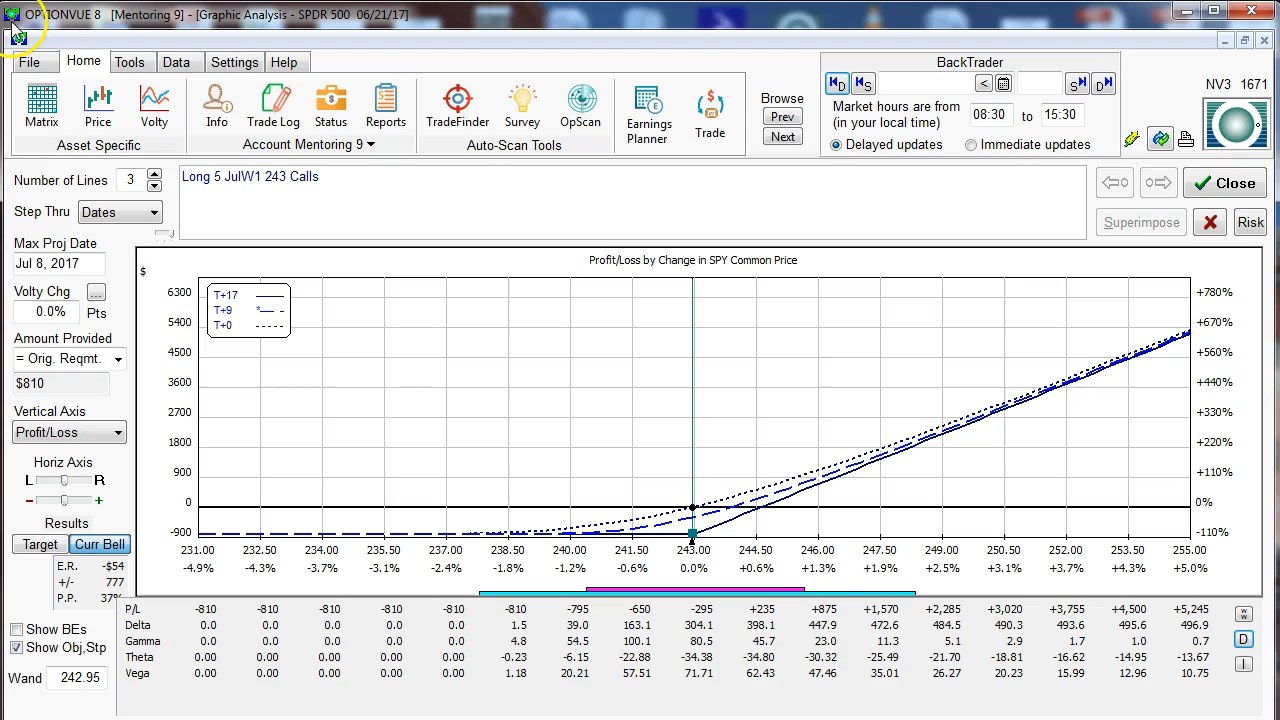 OPTIONVUE 8 [Mentoring 9] - [Graphic Analysis - SPDR 500 06/21/17]
File Home Tools Data Settings Help
BackTrader
NV3 1671
Matrix Price Volty Info Trade Log Status Reports TradeFinder Survey OpScan Earnings Planner Trade
Asset Specific Account Mentoring 9 Auto-Scan Tools
Browse
Prev
Next
D S < S D
Market hours are from 08:30 to 15:30
(in your local time)
Delayed updates Immediate updates
Number of Lines 3
Long 5 JulW1 243 Calls
Close
Step Thru Dates
Superimpose Risk
Max Proj Date
Jul 8, 2017
Volty Chg ...
0.0% Pts
Amount Provided
= Orig. Reqmt.
$810
Vertical Axis
Profit/Loss
Horiz Axis
L R
- +
Results
Target Curr Bell
E.R. -$54
+/- 777
P.P. 37%
Show BEs
Show Obj,Stp
Wand 242.95
Profit/Loss by Change in SPY Common Price
$
T+17
T+9 *
T+0
6300 +780%
5400 +670%
4500 +560%
3600 +440%
2700 +330%
1800 +220%
900 +110%
0 0%
-900 -110%
231.00 232.50 234.00 235.50 237.00 238.50 240.00 241.50 243.00 244.50 246.00 247.50 249.00 250.50 252.00 253.50 255.00
-4.9% -4.3% -3.7% -3.1% -2.4% -1.8% -1.2% -0.6% 0.0% +0.6% +1.3% +1.9% +2.5% +3.1% +3.7% +4.3% +5.0%
P/L -810 -810 -810 -810 -810 -810 -795 -650 -295 +235 +875 +1,570 +2,285 +3,020 +3,755 +4,500 +5,245
Delta 0.0 0.0 0.0 0.0 0.0 1.5 39.0 163.1 304.1 398.1 447.9 472.6 484.5 490.3 493.6 495.6 496.9
Gamma 0.0 0.0 0.0 0.0 0.0 4.8 54.5 100.1 80.5 45.7 23.0 11.3 5.1 2.9 1.7 1.0 0.7
Theta 0.00 0.00 0.00 0.00 0.00 -0.23 -6.15 -22.88 -34.38 -34.80 -30.32 -25.49 -21.70 -18.81 -16.62 -14.95 -13.67
Vega 0.00 0.00 0.00 0.00 0.00 1.18 20.21 57.51 71.71 62.43 47.46 35.01 26.27 20.23 15.99 12.96 10.75
W
W
D
I